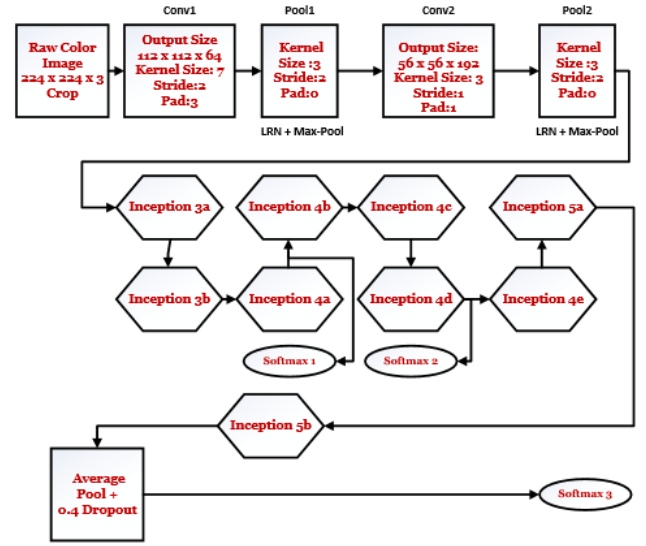 Conv1
Pool1
Conv2
Pool2
Raw Color
Image
224 x 224 x 3
Crop
Output Size
112 x 112 x 64
Kernel Size: 7
Stride:2
Pad:3
Kernel
Size :3
Stride:2
Pad:0
Output Size:
56 x 56 x 192
Kernel Size: 3
Stride:1
Pad:1
Kernel
Size :3
Stride:2
Pad:0
LRN + Max-Pool
LRN + Max-Pool
Inception 3a
Inception 4b
Inception 4c
Inception 5a
Inception 3b
Inception 4a
Inception 4d
Inception 4e
Softmax 1
Softmax 2
Inception 5b
Average
Pool +
0.4 Dropout
Softmax 3